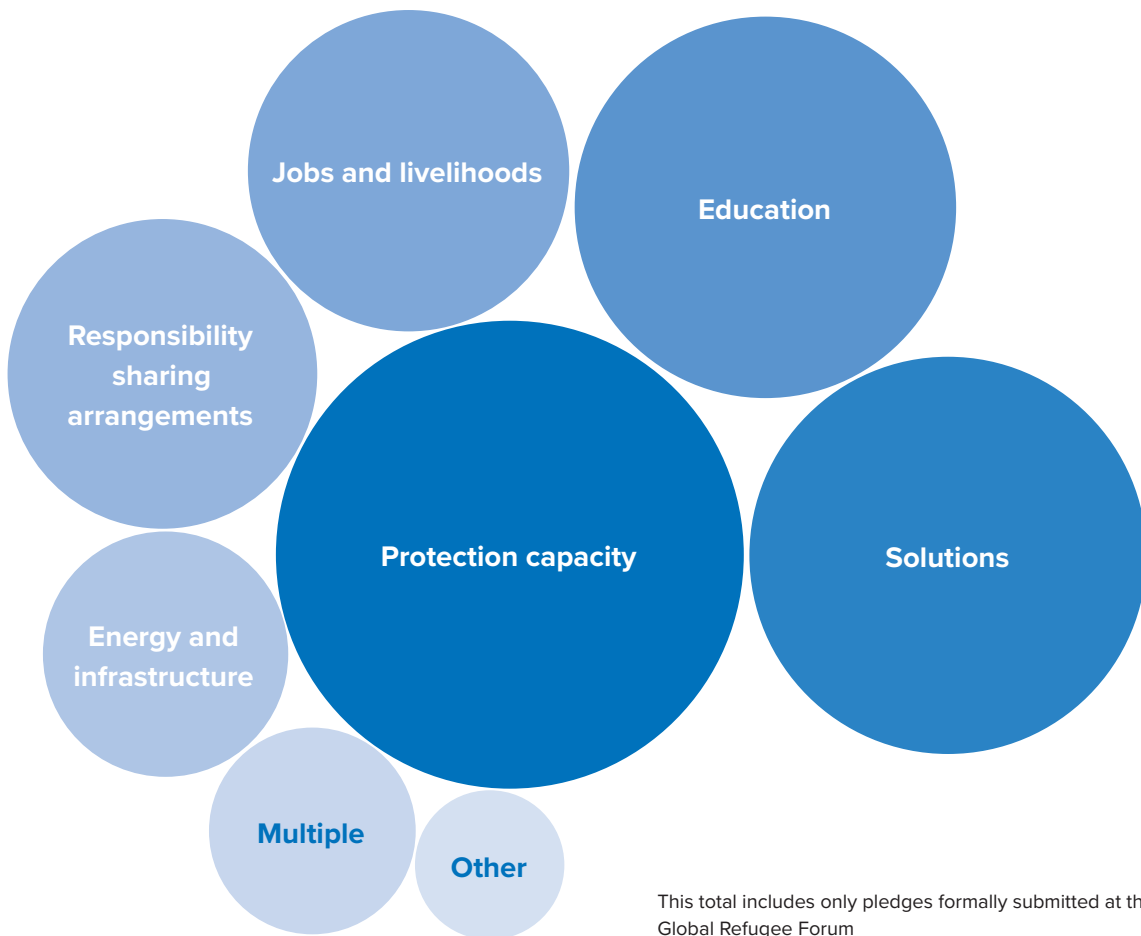 Jobs and livelihoods
Education
Responsibility
sharing
arrangements
Protection capacity
Solutions
Energy and
infrastructure
Multiple
Other
This total includes only pledges formally submitted at
Global Refugee Forum